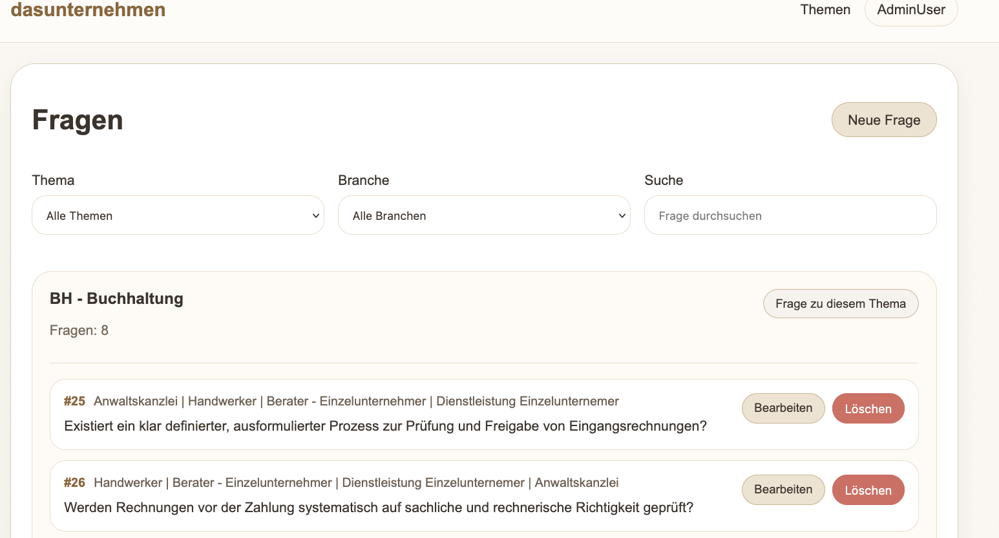 dasunternehmen
Themen
AdminUser
Fragen
Neue Frage
Thema
Branche
Suche
Alle Themen
Alle Branchen
Frage durchsuchen
BH - Buchhaltung
Frage zu diesem Thema
Fragen: 8
#25 Anwaltskanzlei | Handwerker | Berater - Einzelunternehmer | Dienstleistung Einzelunternemer
Existiert ein klar definierter, ausformulierter Prozess zur Prüfung und Freigabe von Eingangsrechnungen?
Bearbeiten
Löschen
#26 Handwerker | Berater - Einzelunternehmer | Dienstleistung Einzelunternemer | Anwaltskanzlei
Werden Rechnungen vor der Zahlung systematisch auf sachliche und rechnerische Richtigkeit geprüft?
Bearbeiten
Löschen